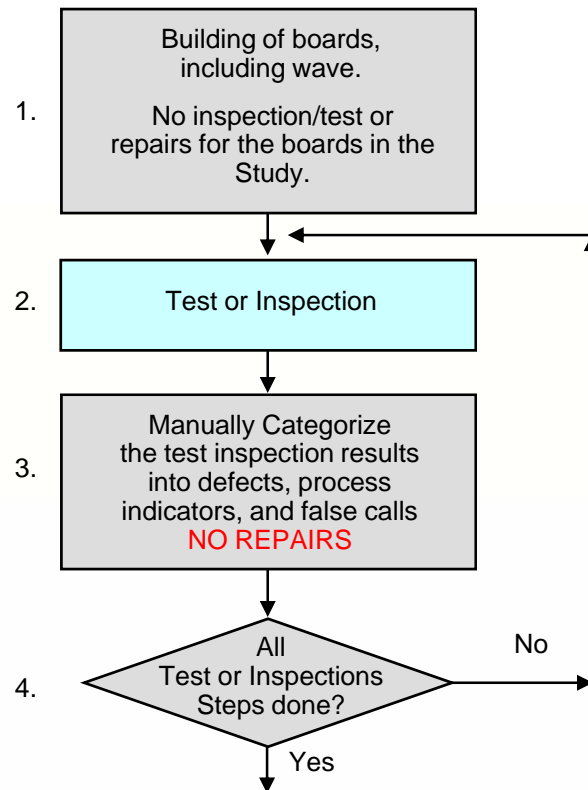 Building of boards,
including wave.
1.
No inspection/test or
repairs for the boards in the
Study.
2.
Test or Inspection
3.
Manually Categorize
the test inspection results
into defects, process
indicators, and false calls
NO REPAIRS
4.
All
Test or Inspections
Steps done?
No
Yes